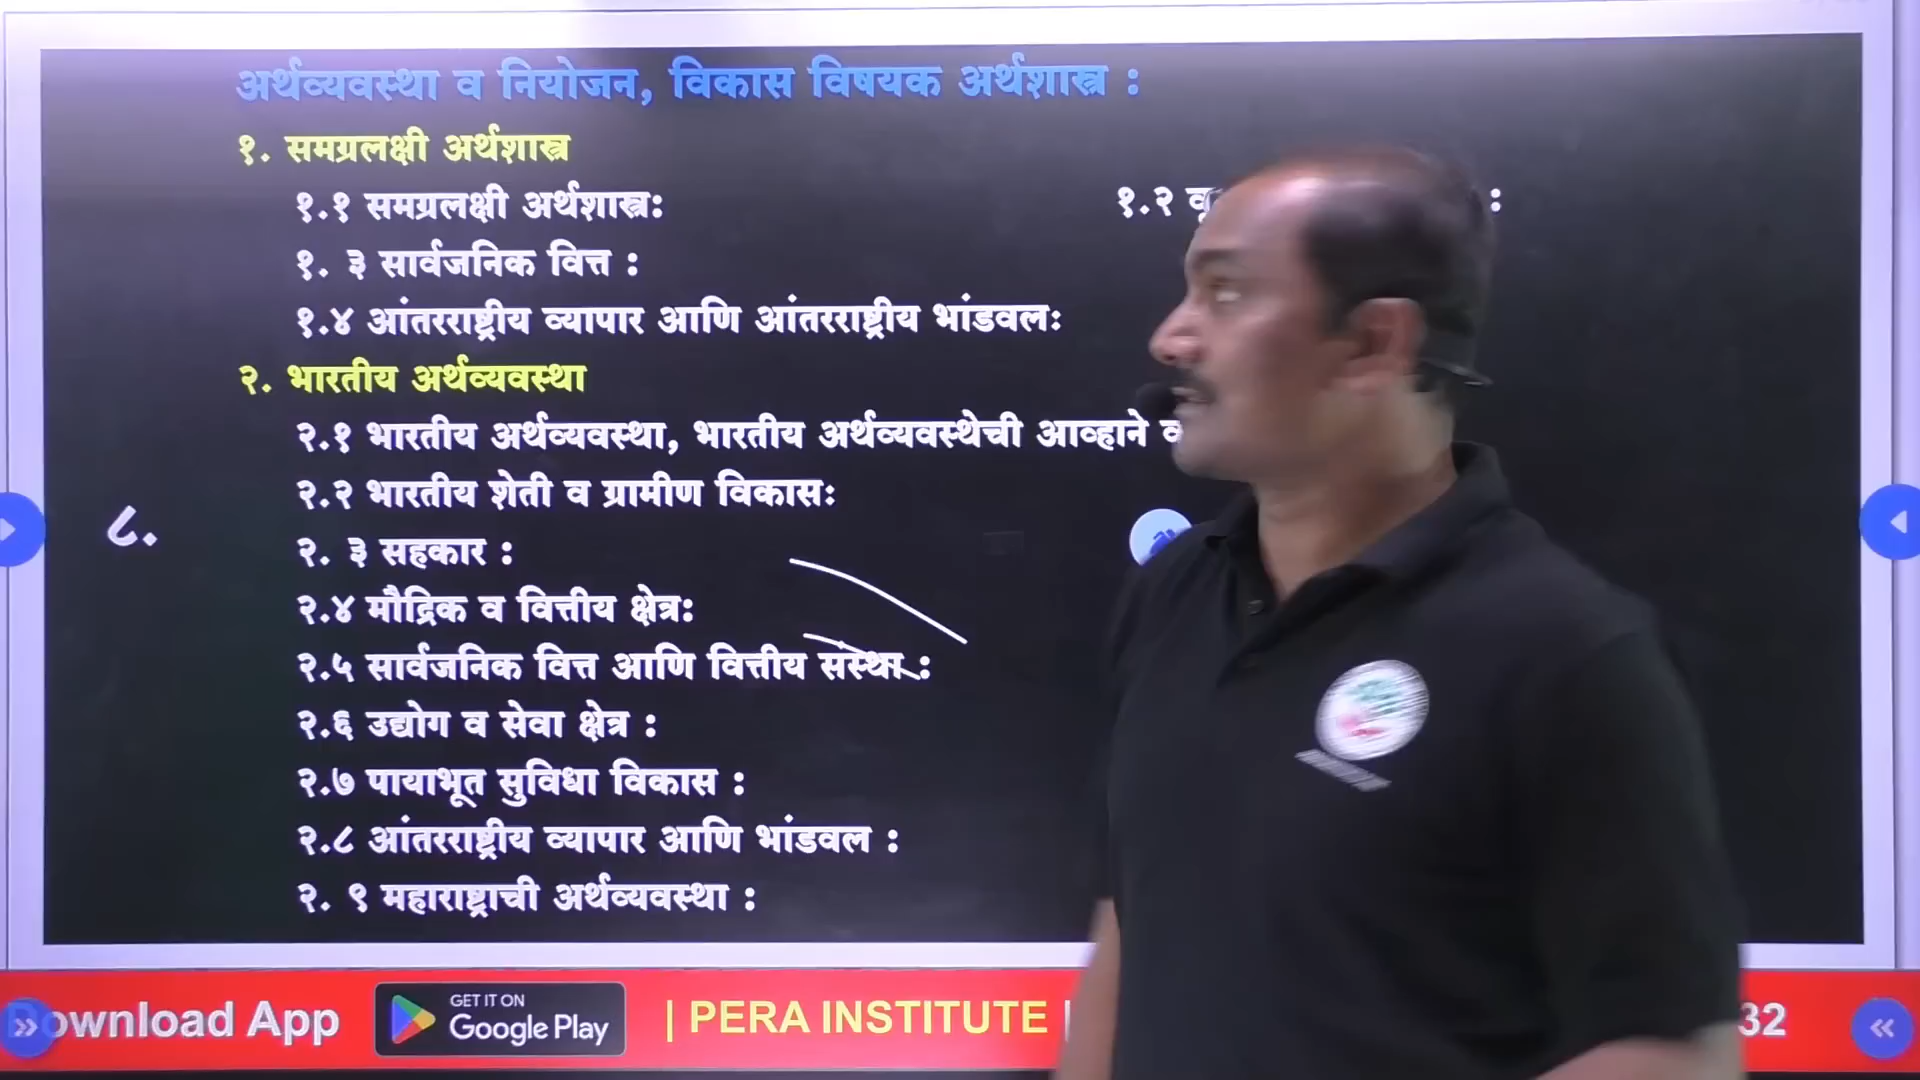 अर्थव्यवस्था व नियोजन, विकास विषयक अर्थशास्त्र :
१. समग्रलक्षी अर्थशास्त्र
१.१ समग्रलक्षी अर्थशास्त्र: १.२ :
१. ३ सार्वजनिक वित्त :
१.४ आंतरराष्ट्रीय व्यापार आणि आंतरराष्ट्रीय भांडवल:
२. भारतीय अर्थव्यवस्था
२.१ भारतीय अर्थव्यवस्था, भारतीय अर्थव्यवस्थेची आव्हाने
२.२ भारतीय शेती व ग्रामीण विकास:
८.
२. ३ सहकार :
२.४ मौद्रिक व वित्तीय क्षेत्र:
२.५ सार्वजनिक वित्त आणि वित्तीय संस्था :
२.६ उद्योग व सेवा क्षेत्र :
२.७ पायाभूत सुविधा विकास :
२.८ आंतरराष्ट्रीय व्यापार आणि भांडवल :
२. ९ महाराष्ट्राची अर्थव्यवस्था :
Download App GET IT ON Google Play | PERA INSTITUTE | 32